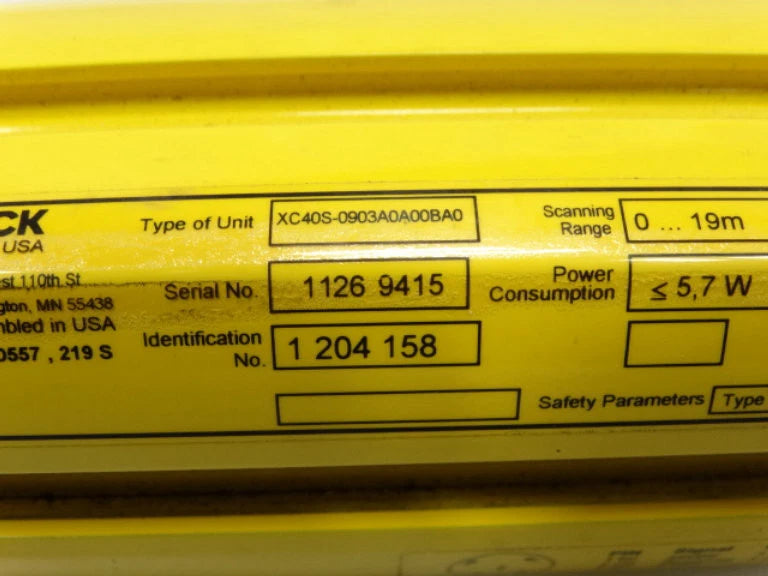 CK
USA
st 110th St
gton, MN 55438
mbled in USA
0557 , 219 S
Type of Unit XC40S-0903A0A00BA0
Serial No. 1126 9415
Identification No. 1 204 158
Scanning Range 0 ... 19m
Power Consumption ≤ 5,7 W
Safety Parameters Type